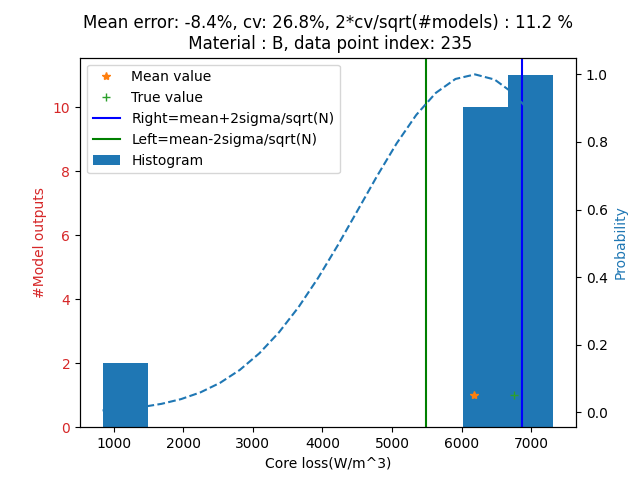 Mean error: -8.4%, cv: 26.8%, 2*cv/sqrt(#models) : 11.2 %
Material : B, data point index: 235
Mean value
True value
Right=mean+2sigma/sqrt(N)
Left=mean-2sigma/sqrt(N)
Histogram
#Model outputs
10
8
6
4
2
0
1.0
0.8
0.6
0.4
0.2
0.0
Probability
1000 2000 3000 4000 5000 6000 7000
Core loss(W/m^3)